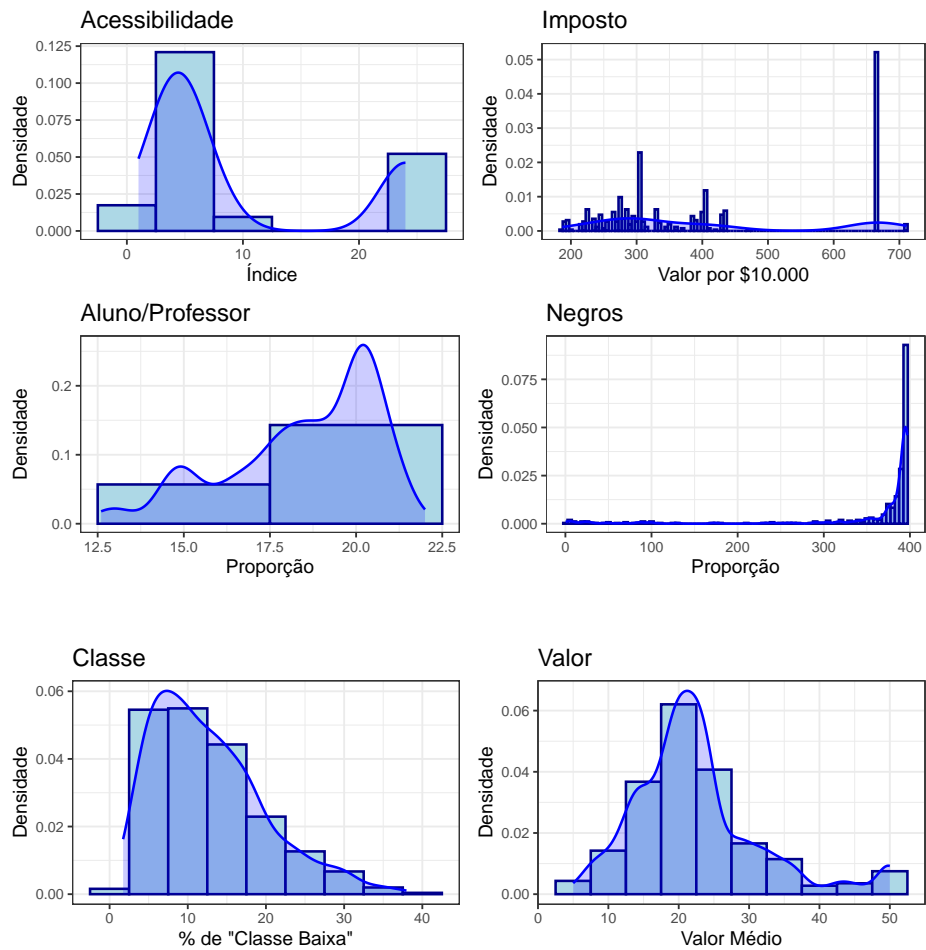 Acessibilidade
Densidade
0.125
0.100
0.075
0.050
0.025
0.000
0 10 20
Índice
Imposto
Densidade
0.05
0.04
0.03
0.02
0.01
0.00
200 300 400 500 600 700
Valor por $10.000
Aluno/Professor
Densidade
0.2
0.1
0.0
12.5 15.0 17.5 20.0 22.5
Proporção
Negros
Densidade
0.075
0.050
0.025
0.000
0 100 200 300 400
Proporção
Classe
Densidade
0.06
0.04
0.02
0.00
0 10 20 30 40
% de "Classe Baixa"
Valor
Densidade
0.06
0.04
0.02
0.00
0 10 20 30 40 50
Valor Médio